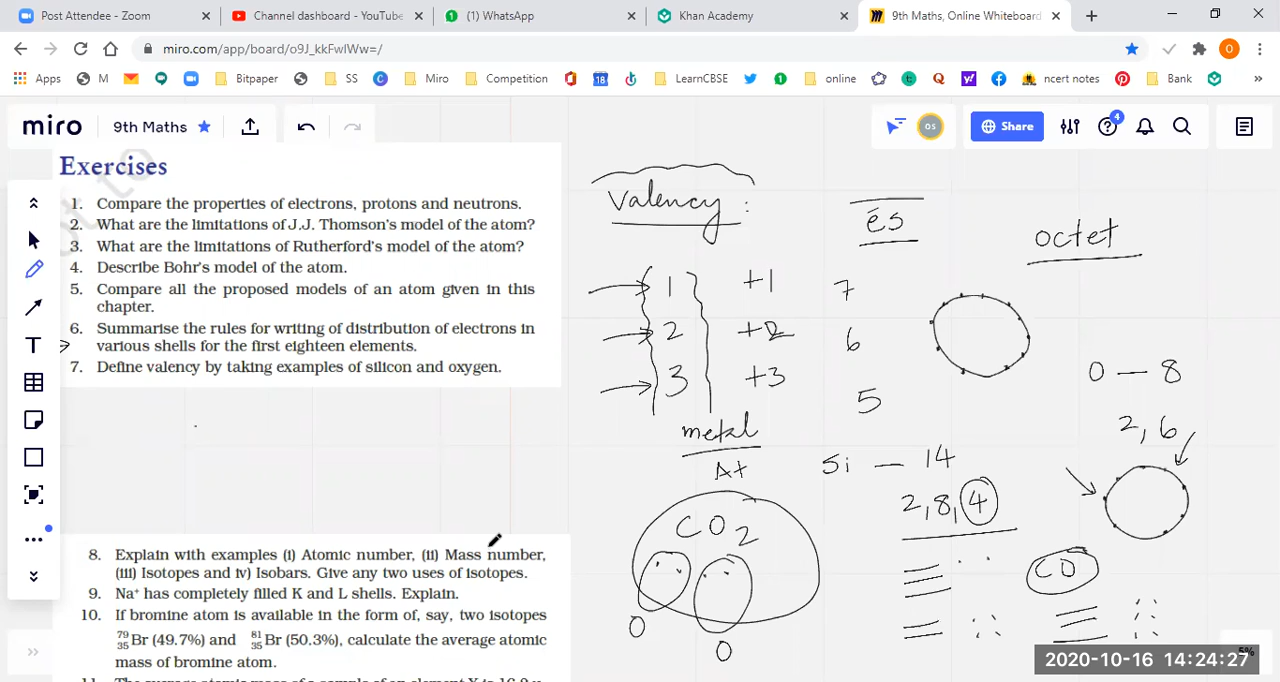 Post Attendee - Zoom
Channel dashboard - YouTube
(1) WhatsApp
Khan Academy
9th Maths, Online Whiteboard
miro.com/app/board/o9J_kkFwIWw=/
Apps
M
Bitpaper
SS
Miro
Competition
LearnCBSE
online
ncert notes
Bank
miro
9th Maths
Share
4
OS
Exercises
1. Compare the properties of electrons, protons and neutrons.
2. What are the limitations of J.J. Thomson's model of the atom?
3. What are the limitations of Rutherford's model of the atom?
4. Describe Bohr's model of the atom.
5. Compare all the proposed models of an atom given in this
chapter.
6. Summarise the rules for writing of distribution of electrons in
various shells for the first eighteen elements.
7. Define valency by taking examples of silicon and oxygen.
8. Explain with examples (i) Atomic number, (ii) Mass number,
(iii) Isotopes and iv) Isobars. Give any two uses of isotopes.
9. Na⁺ has completely filled K and L shells. Explain.
10. If bromine atom is available in the form of, say, two isotopes
⁷⁹₃₅Br (49.7%) and ⁸¹₃₅Br (50.3%), calculate the average atomic
mass of bromine atom.
Valency :
es
octet
1 +1 7
2 +2 6
3 +3 5
metal
O — 8
2, 6
Si — 14
2, 8, 4
CO2
O
O
CO
2020-10-16 14:24:27